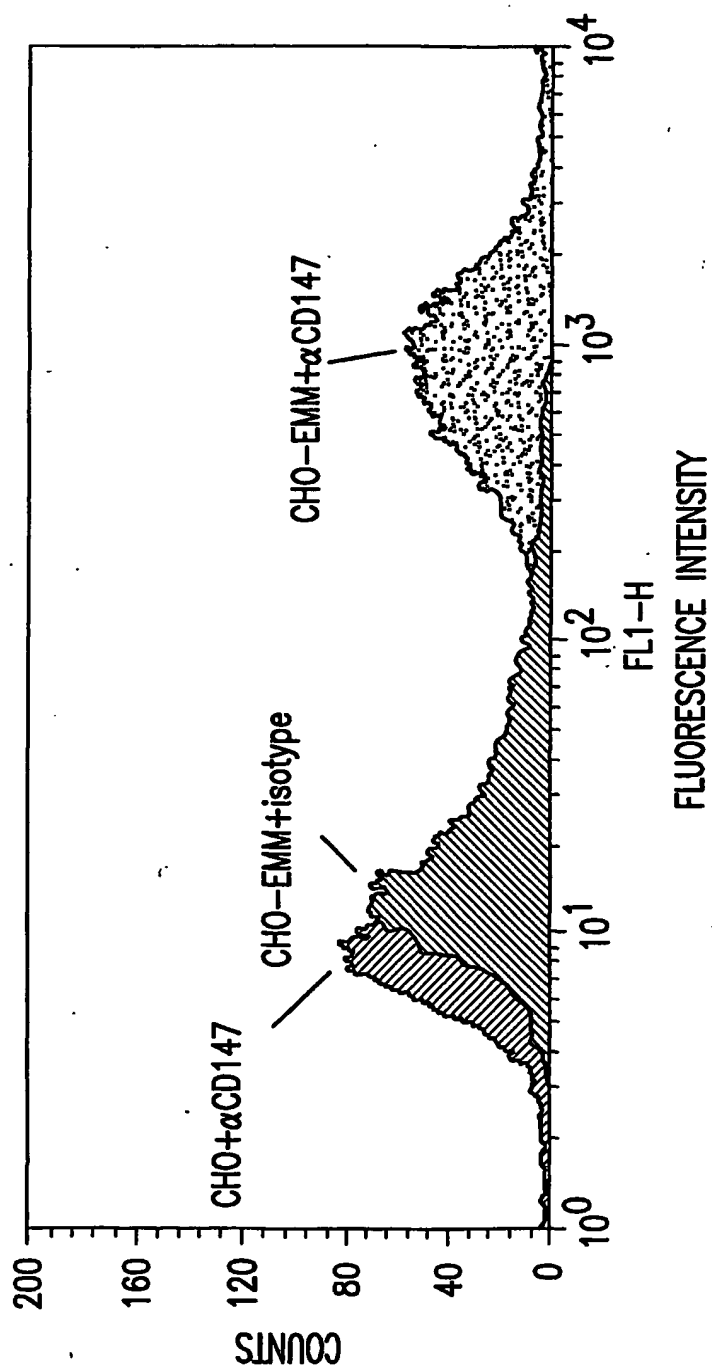 200
160
120
80
40
0
COUNTS
CHO+αCD147
CHO-EMM+isotype
CHO-EMM+αCD147
10⁰
10¹
10²
10³
10⁴
FL1-H
FLUORESCENCE INTENSITY